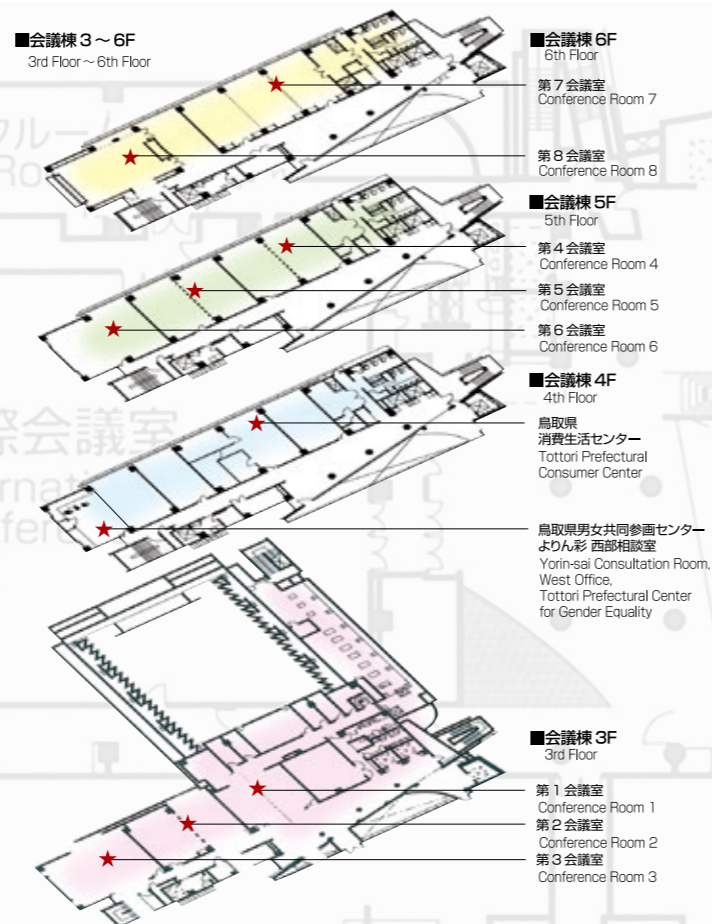 ■会議棟 3～6F
3rd Floor～6th Floor
■会議棟 6F
6th Floor
第7会議室
Conference Room 7
第8会議室
Conference Room 8
■会議棟 5F
5th Floor
第4会議室
Conference Room 4
第5会議室
Conference Room 5
第6会議室
Conference Room 6
■会議棟 4F
4th Floor
鳥取県
消費生活センター
Tottori Prefectural
Consumer Center
鳥取県男女共同参画センター
よりん彩 西部相談室
Yorin-sai Consultation Room,
West Office,
Tottori Prefectural Center
for Gender Equality
■会議棟 3F
3rd Floor
第1会議室
Conference Room 1
第2会議室
Conference Room 2
第3会議室
Conference Room 3